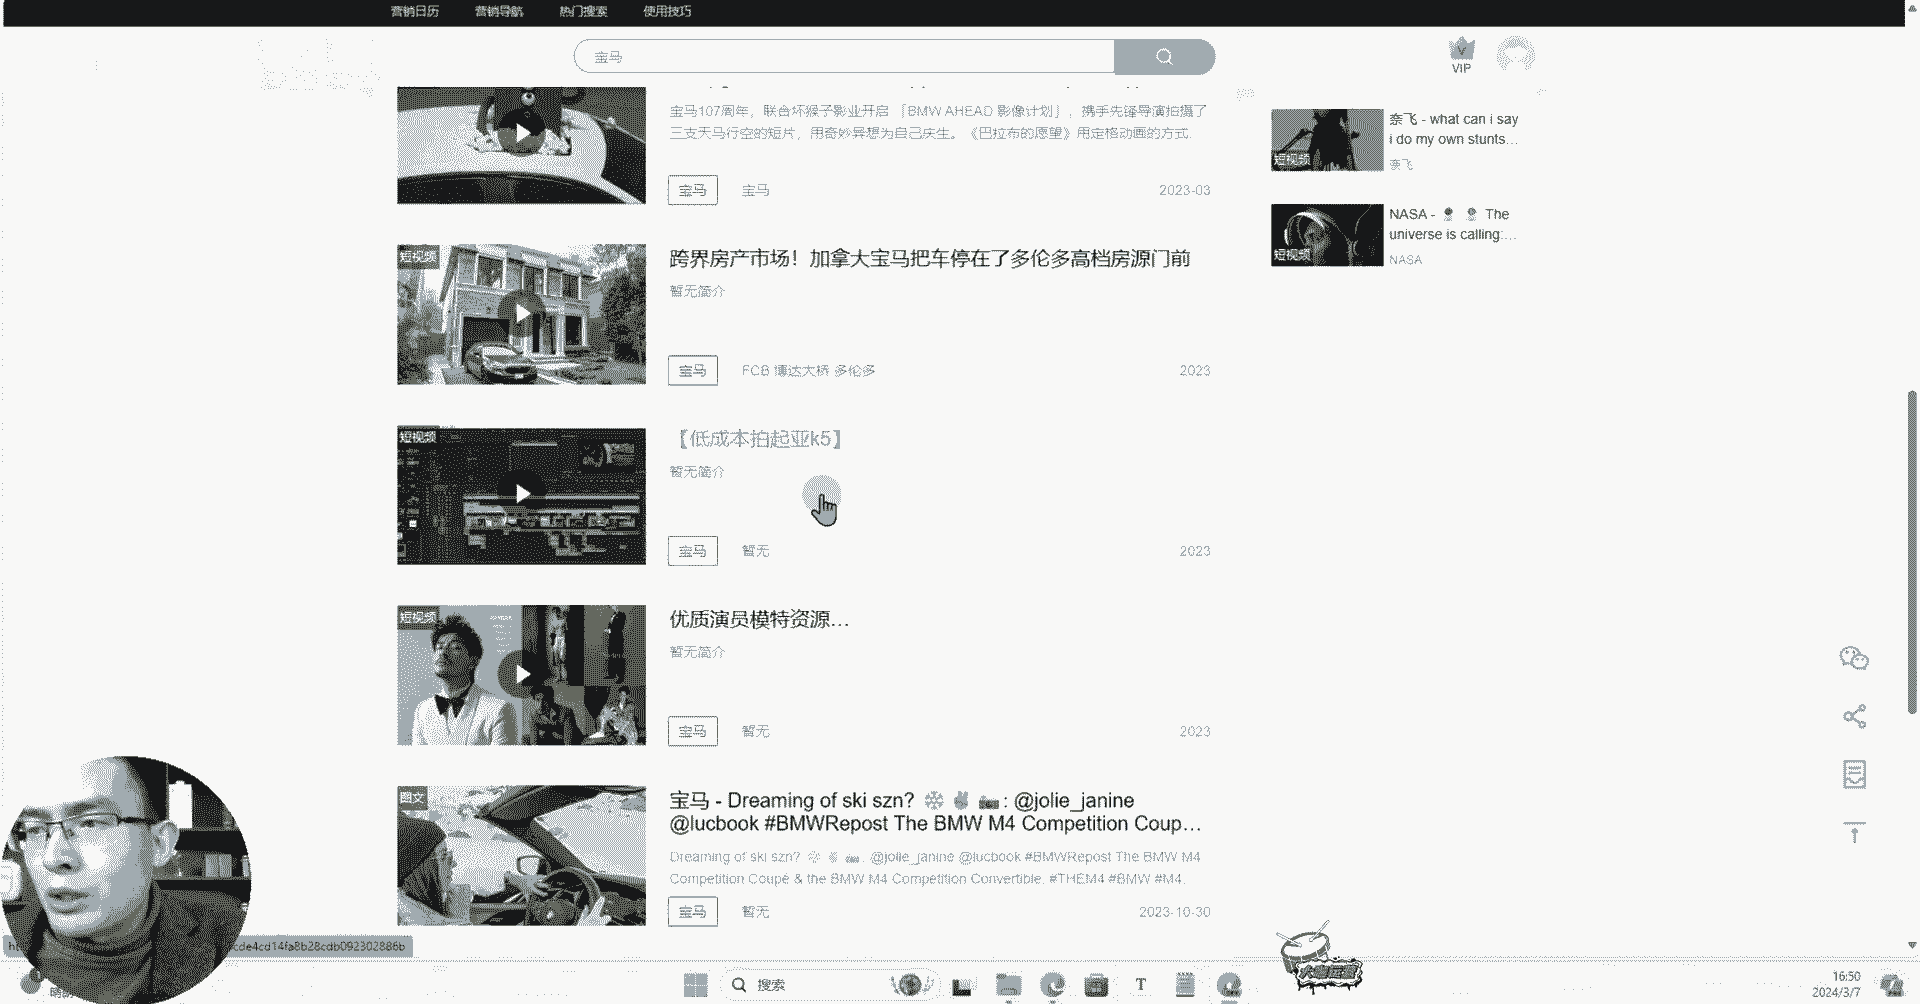 营销日历
营销导航
热门搜索
使用技巧
宝马
VIP
宝马107周年，联合坏猴子影业开启「BMW AHEAD 影像计划」，携手先锋导演拍摄了
三支天马行空的短片，用奇妙异想为自己庆生。《巴拉布的愿望》用定格动画的方式.
宝马
宝马
2023-03
短视频
跨界房产市场！加拿大宝马把车停在了多伦多高档房源门前
暂无简介
宝马
FCB 博达大桥 多伦多
2023
短视频
【低成本拍起亚k5】
暂无简介
宝马
暂无
2023
短视频
优质演员模特资源...
暂无简介
宝马
暂无
2023
图文
宝马 - Dreaming of ski szn? : @jolie_janine
@lucbook #BMWRepost The BMW M4 Competition Coup...
Dreaming of ski szn? : @jolie_janine @lucbook #BMWRepost The BMW M4
Competition Coupé & the BMW M4 Competition Convertible. #THEM4 #BMW #M4.
宝马
暂无
2023-10-30
短视频
奈飞 - what can i say
i do my own stunts...
奈飞
短视频
NASA - The
universe is calling:...
NASA
cde4cd14fa8b28cdb092302886b
搜索
T
16:50
2024/3/7